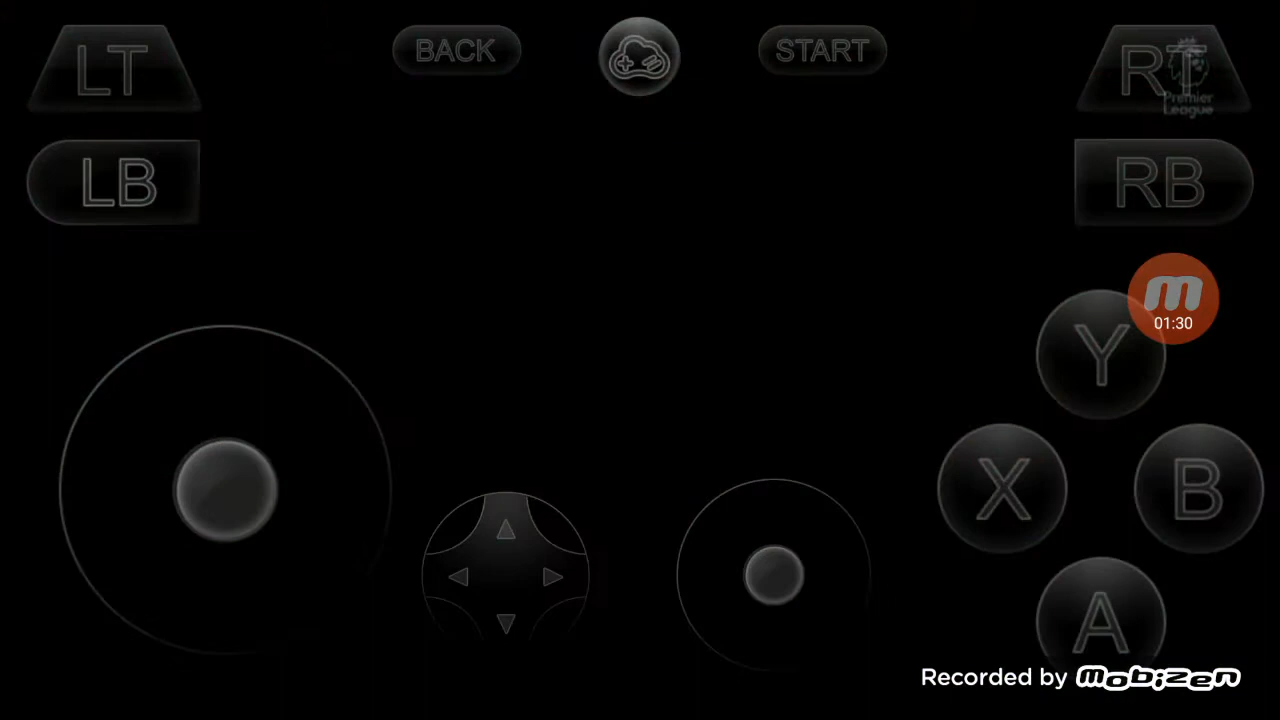 LT
BACK
START
RT
Premier
League
LB
RB
m
01:30
Y
X
B
A
Recorded by mobizen